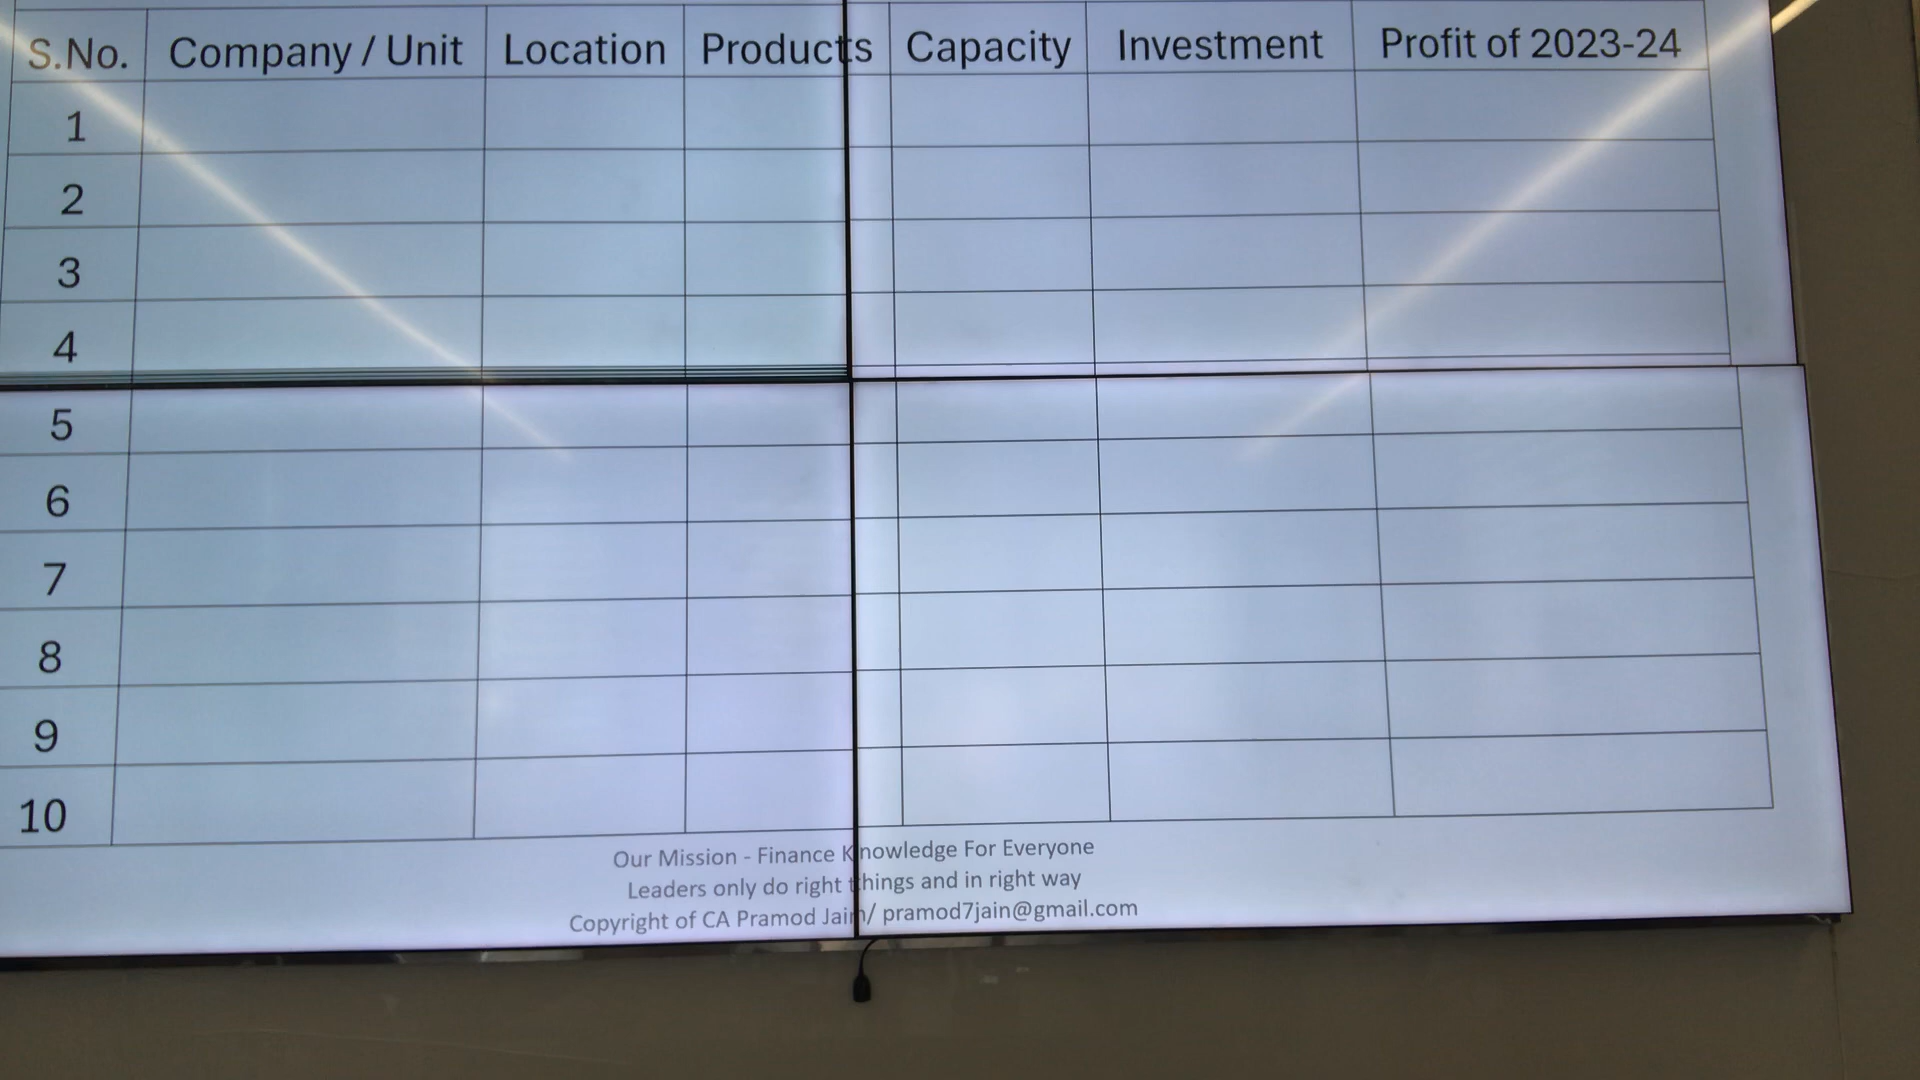 S.No. Company / Unit Location Products Capacity Investment Profit of 2023-24
1
2
3
4
5
6
7
8
9
10
Our Mission - Finance Knowledge For Everyone
Leaders only do right things and in right way
Copyright of CA Pramod Jain/ pramod7jain@gmail.com